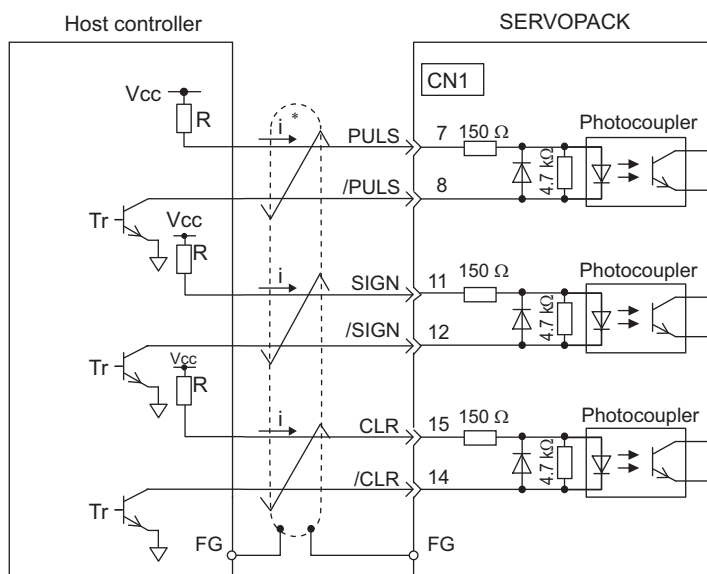 Host controller
SERVOPACK
CN1
Vcc
R
i
*
PULS
7
150 Ω
4.7 kΩ
Photocoupler
/PULS
8
Tr
Vcc
R
i
SIGN
11
150 Ω
4.7 kΩ
Photocoupler
/SIGN
12
Tr
Vcc
R
i
CLR
15
150 Ω
4.7 kΩ
Photocoupler
/CLR
14
Tr
FG
FG